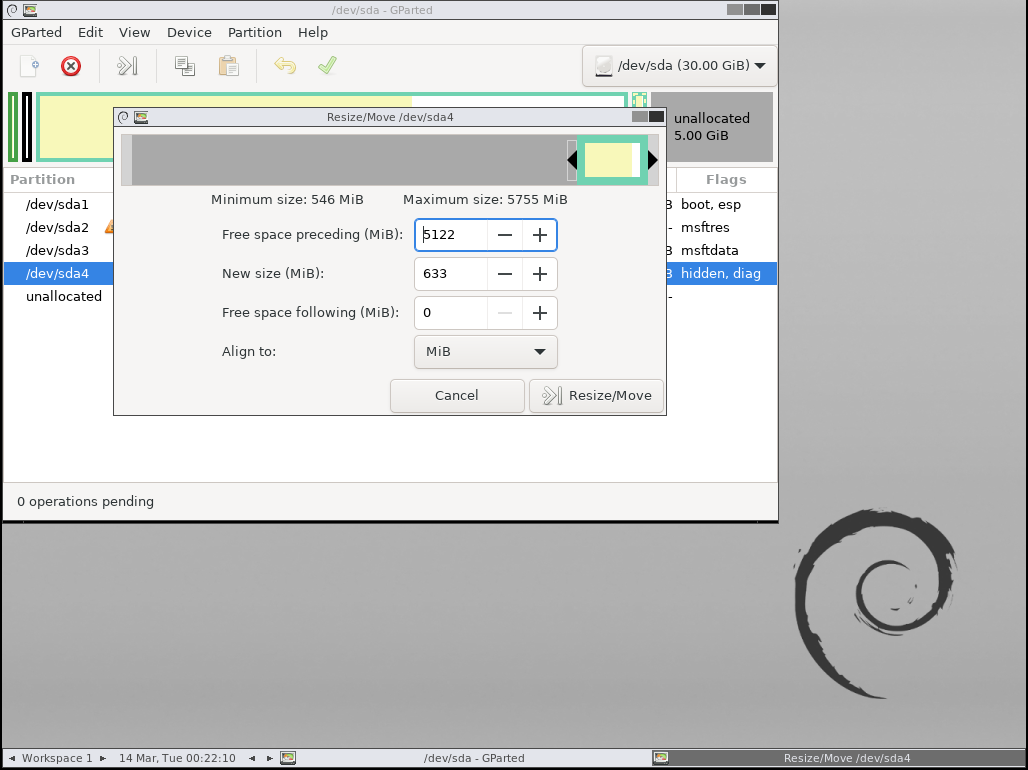 /dev/sda - GParted
GParted Edit View Device Partition Help
/dev/sda (30.00 GiB)
unallocated
5.00 GiB
Resize/Move /dev/sda4
Minimum size: 546 MiB Maximum size: 5755 MiB
Free space preceding (MiB): 5122
New size (MiB): 633
Free space following (MiB): 0
Align to: MiB
Cancel Resize/Move
Partition Flags
/dev/sda1 B boot, esp
/dev/sda2 - msftres
/dev/sda3 B msftdata
/dev/sda4 B hidden, diag
unallocated -
0 operations pending
Workspace 1 14 Mar, Tue 00:22:10 /dev/sda - GParted Resize/Move /dev/sda4